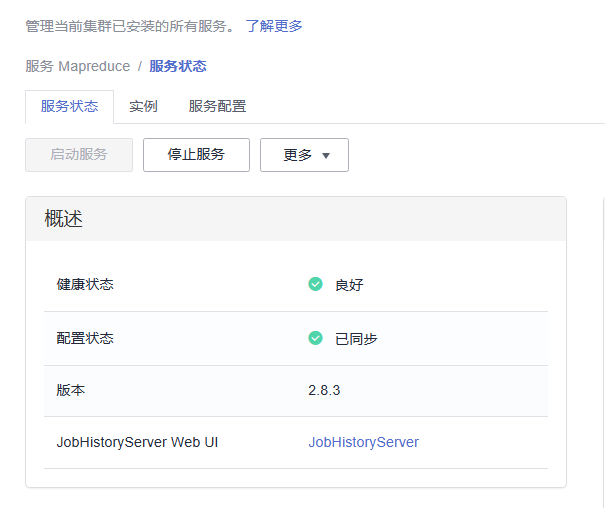 管理当前集群已安装的所有服务。 了解更多
服务 Mapreduce / 服务状态
服务状态 实例 服务配置
启动服务 停止服务 更多
概述
健康状态 良好
配置状态 已同步
版本 2.8.3
JobHistoryServer Web UI JobHistoryServer